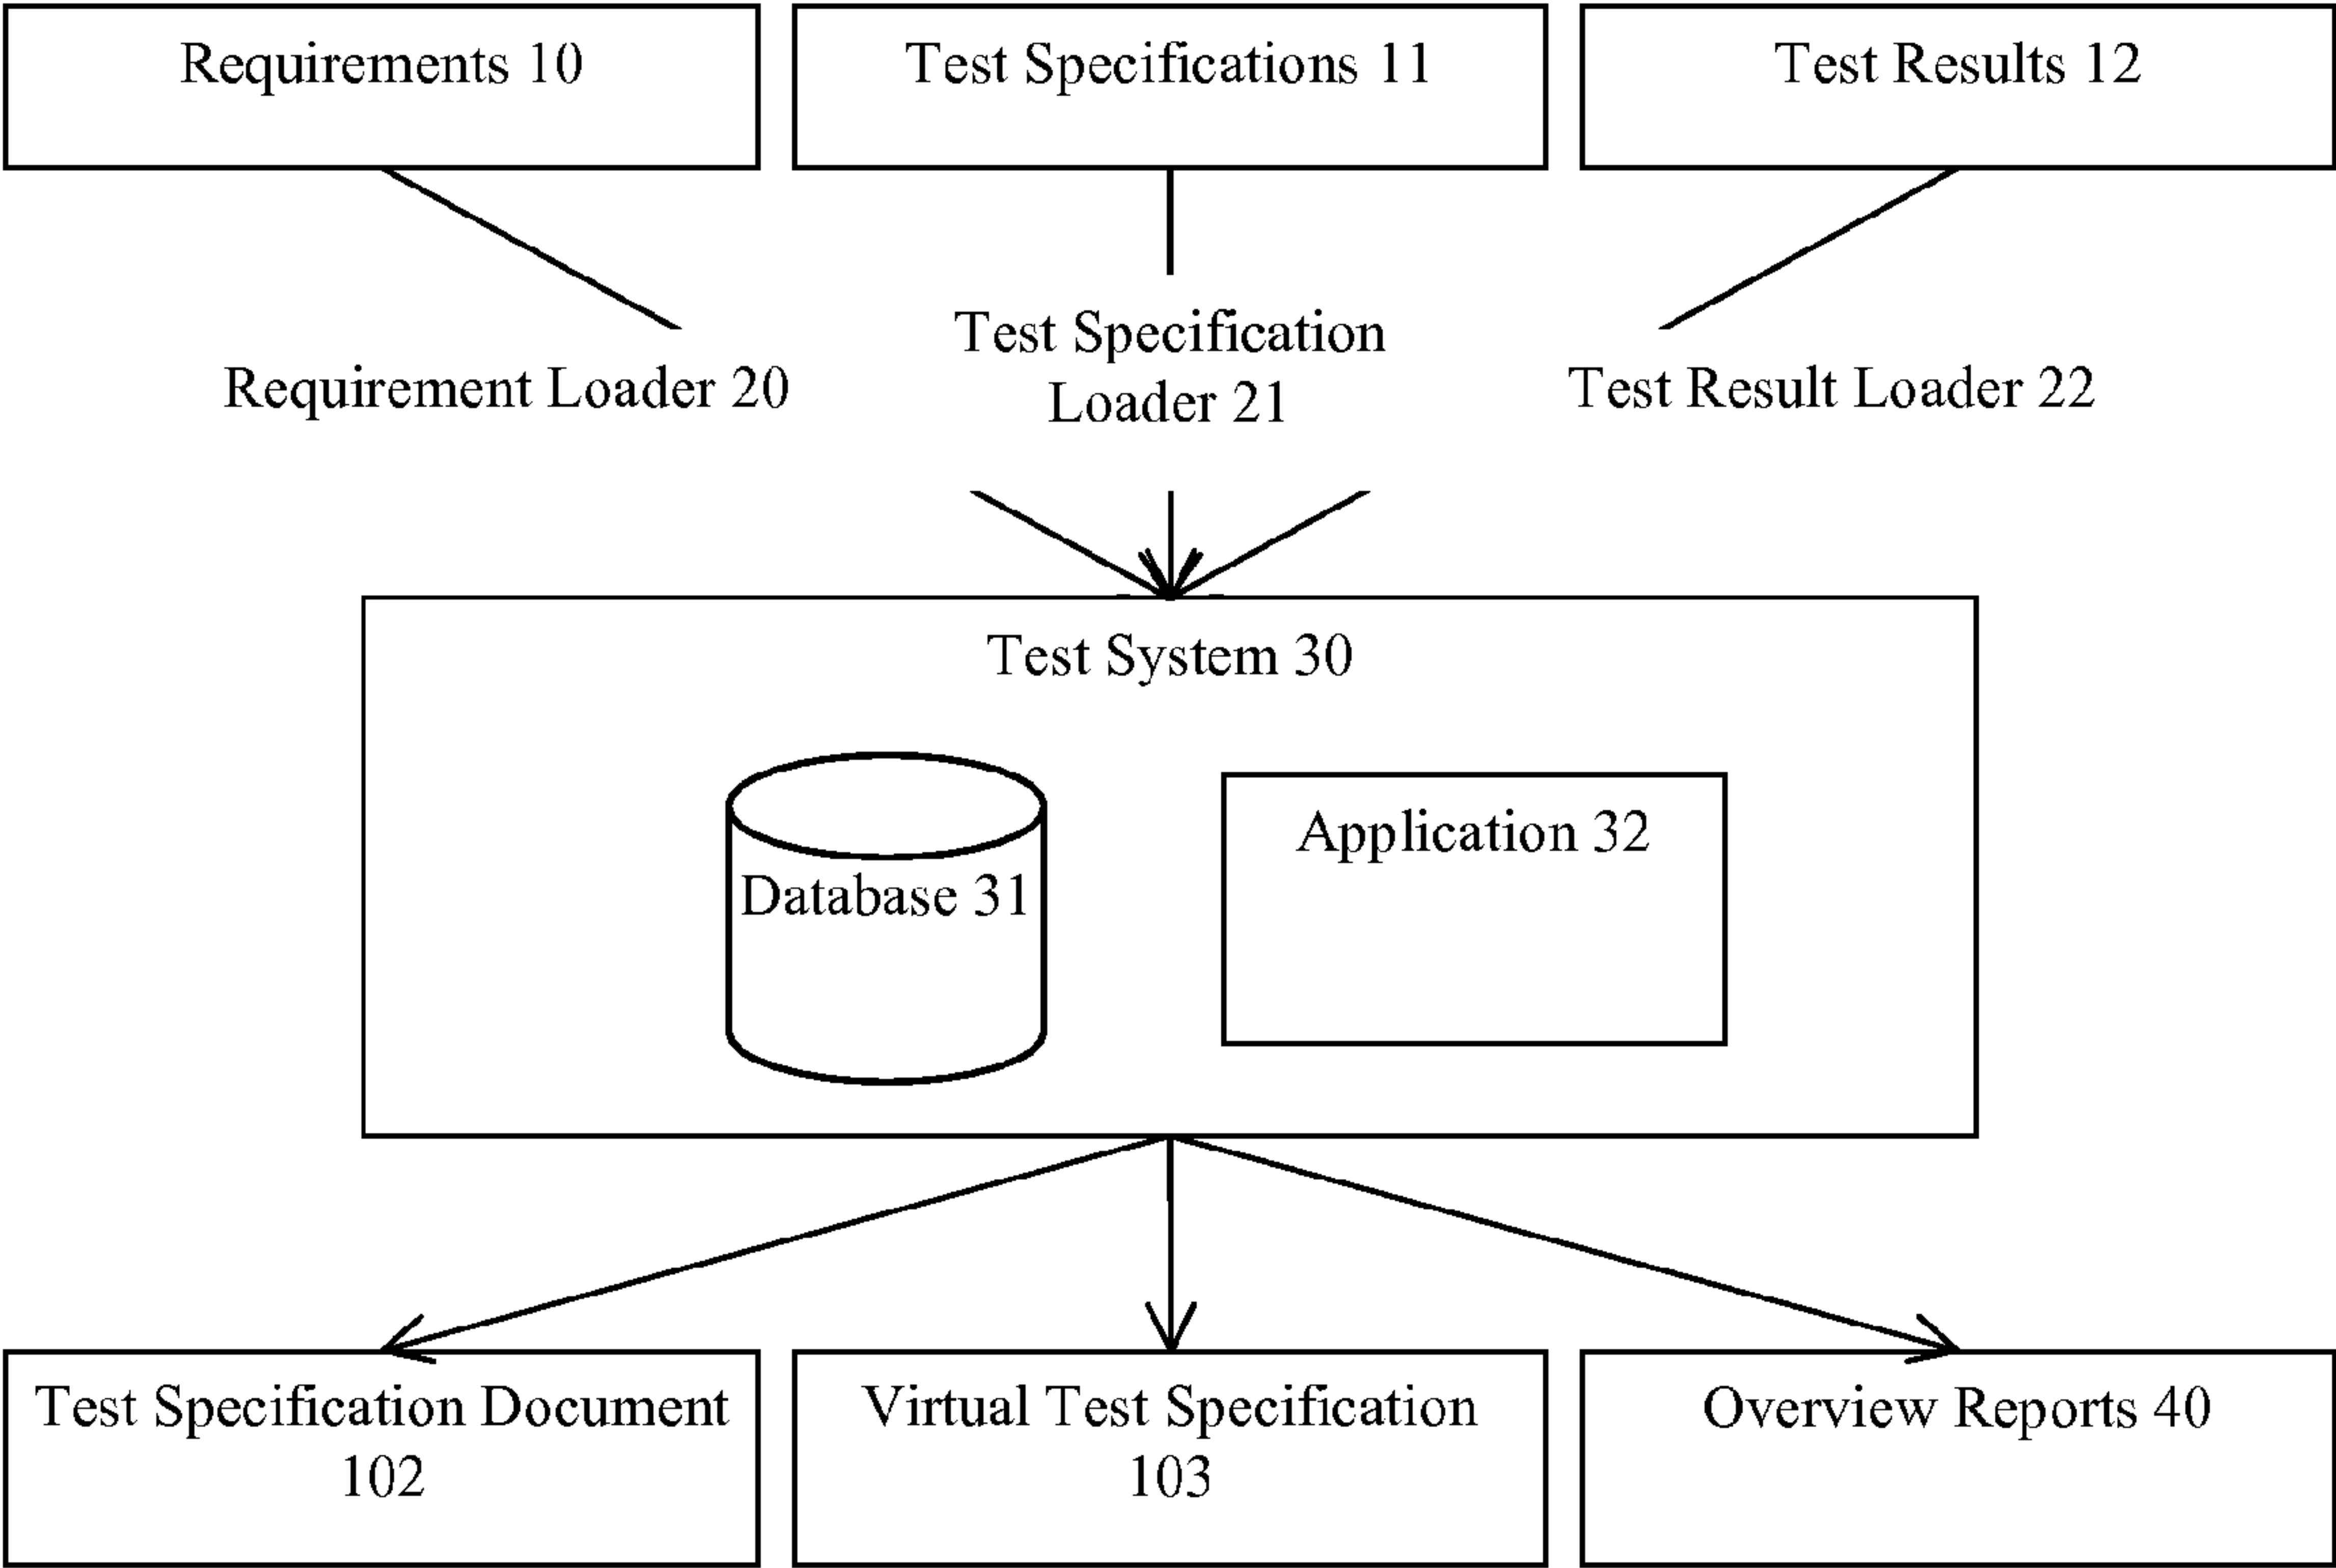 Requirements 10
Test Specifications 11
Test Results 12
Requirement Loader 20
Test Specification
Loader 21
Test Result Loader 22
Test System 30
Database 31
Application 32
Test Specification Document
102
Virtual Test Specification
103
Overview Reports 40